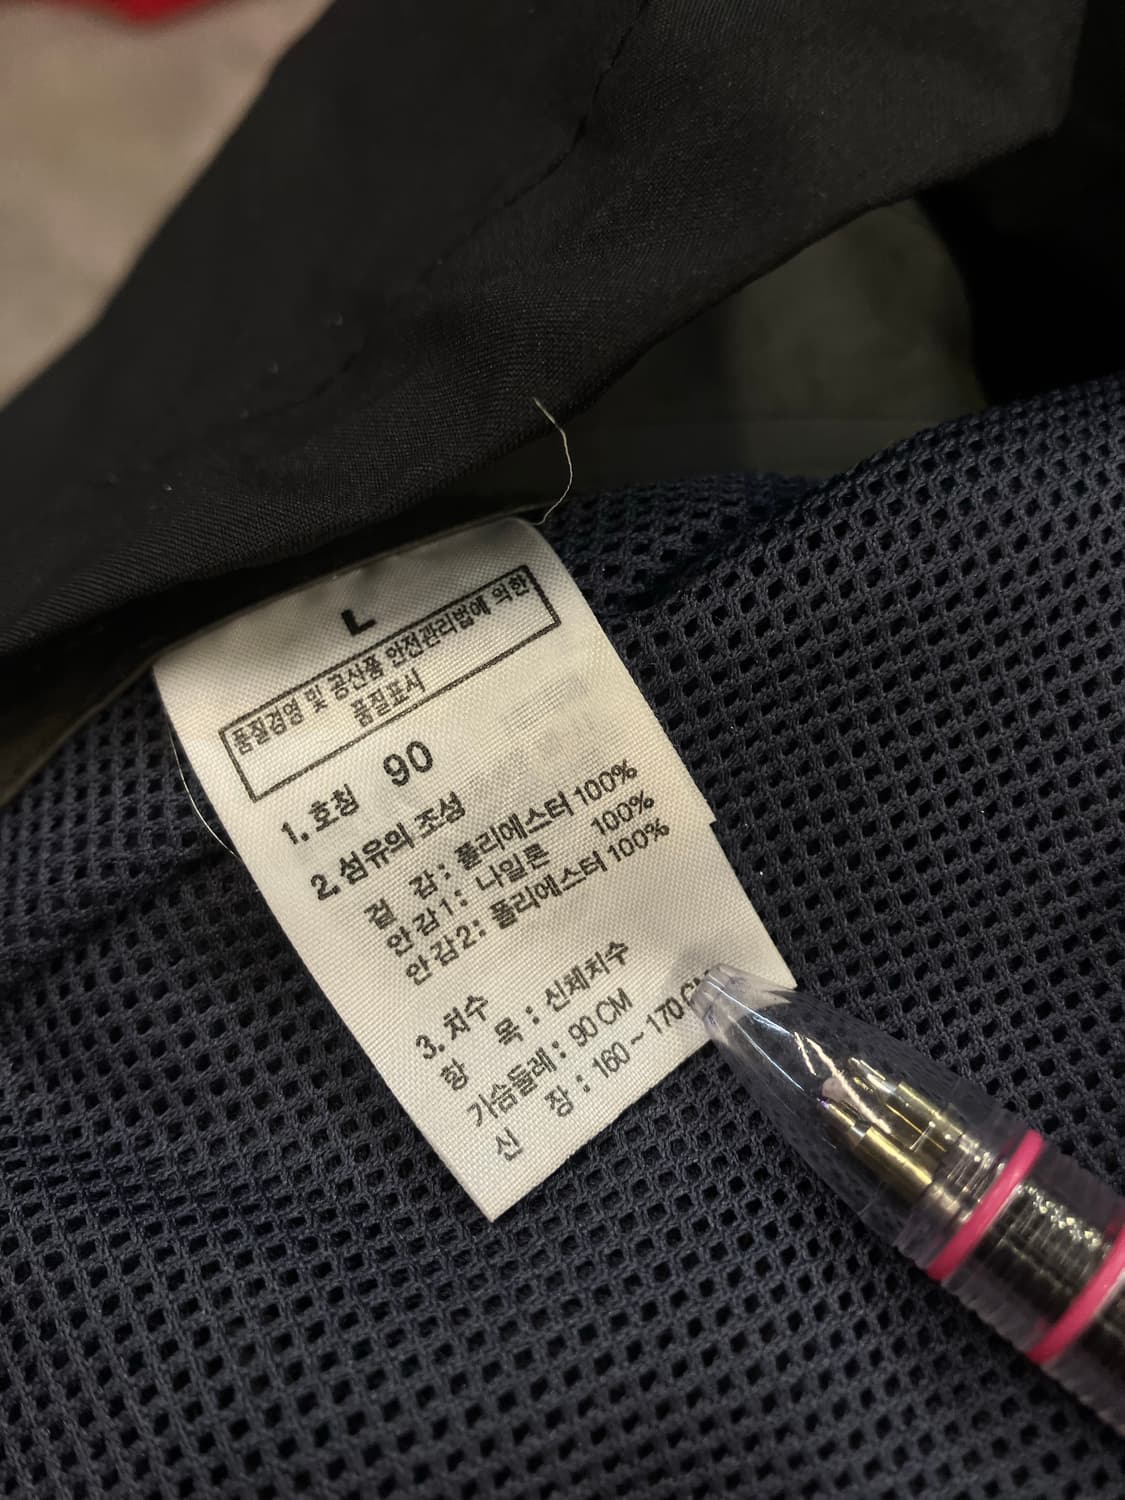 L
품질경영 및 공산품 안전관리법에 의한
품질표시
1. 호칭 90
2. 섬유의 조성
겉 감 : 폴리에스터 100%
안감1 : 나일론 100%
안감2 : 폴리에스터 100%
3. 치수
항 목 : 신체치수
가슴둘레 : 90 CM
신 장 : 160 ~ 170 CM